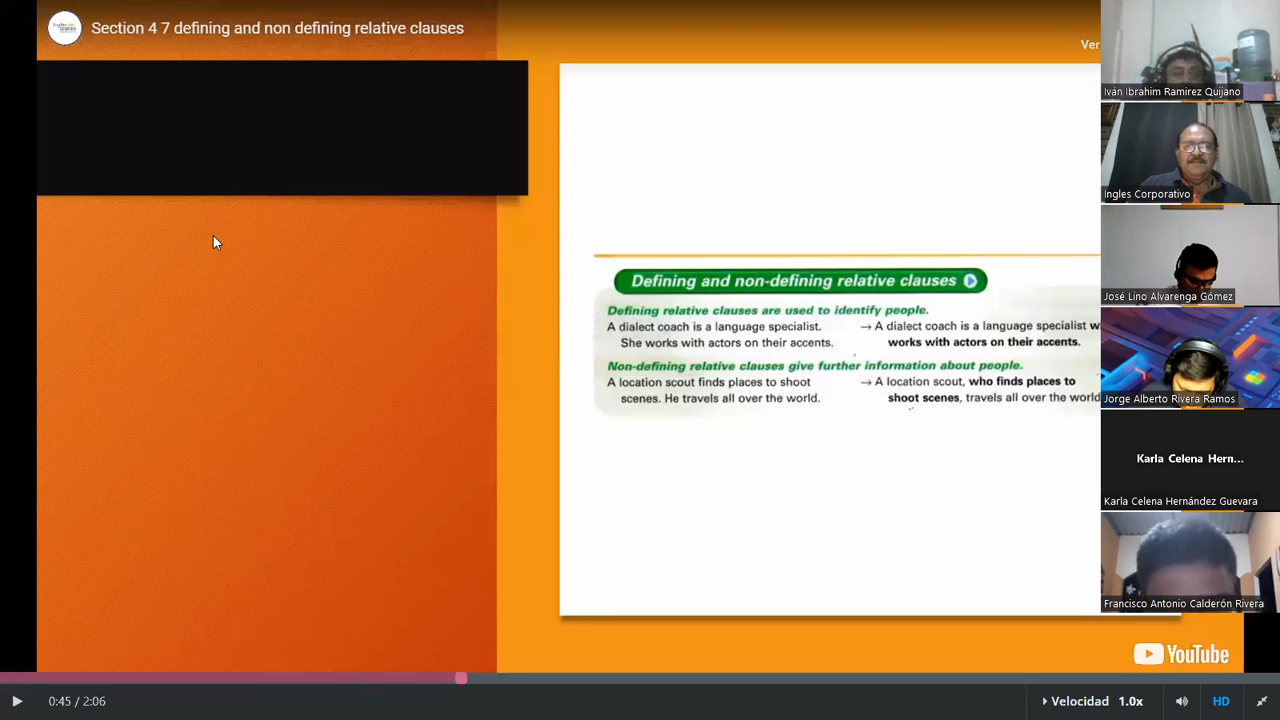 Section 4 7 defining and non defining relative clauses
Ver
Defining and non-defining relative clauses
Defining relative clauses are used to identify people.
A dialect coach is a language specialist.
She works with actors on their accents.
→ A dialect coach is a language specialist w
works with actors on their accents.
Non-defining relative clauses give further information about people.
A location scout finds places to shoot
scenes. He travels all over the world.
→ A location scout, who finds places to
shoot scenes, travels all over the world
Iván Ibrahim Ramirez Quijano
Ingles Corporativo
José Lino Alvarenga Gómez
Jorge Alberto Rivera Ramos
Karla Celena Hern...
Karla Celena Hernández Guevara
Francisco Antonio Calderón Rivera
YouTube
0:45 / 2:06
Velocidad 1.0x
HD